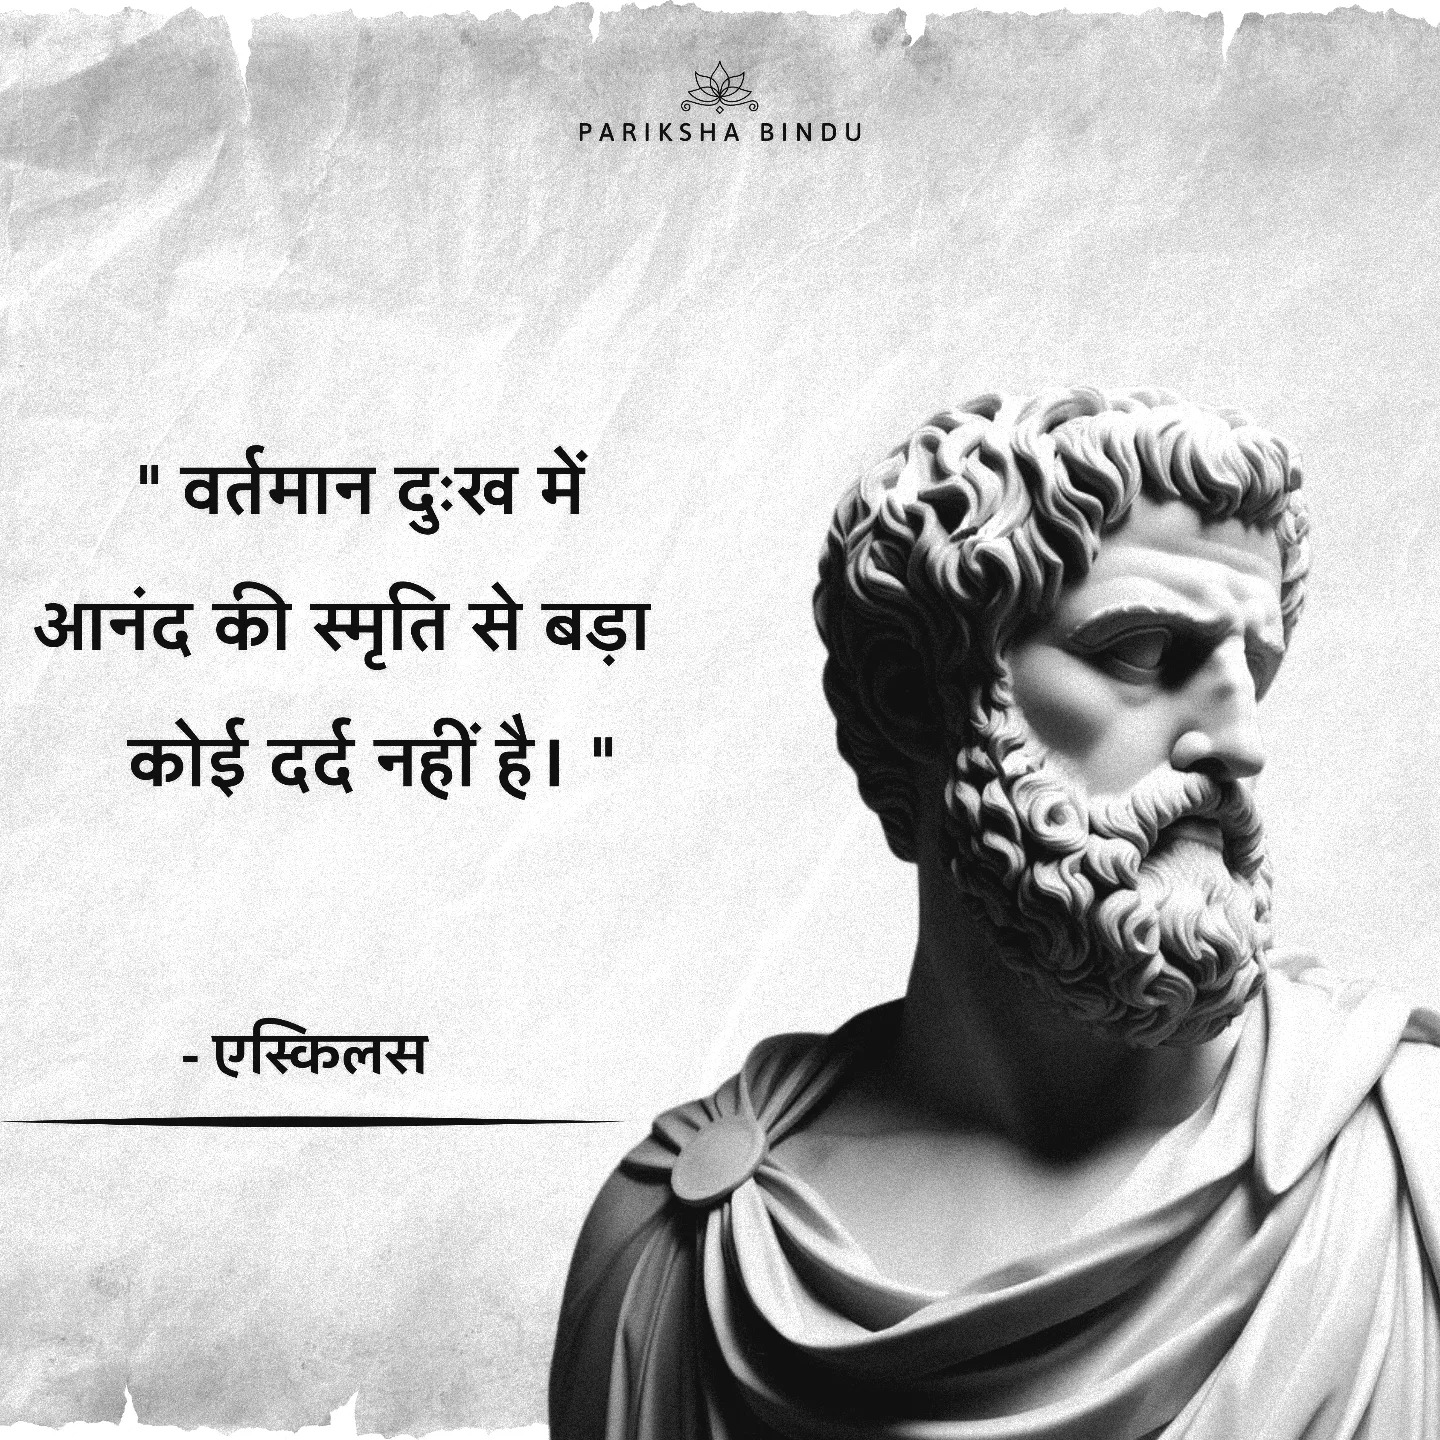 PARIKSHA BINDU
" वर्तमान दुःख में
आनंद की स्मृति से बड़ा
कोई दर्द नहीं है। "
- एस्किलस